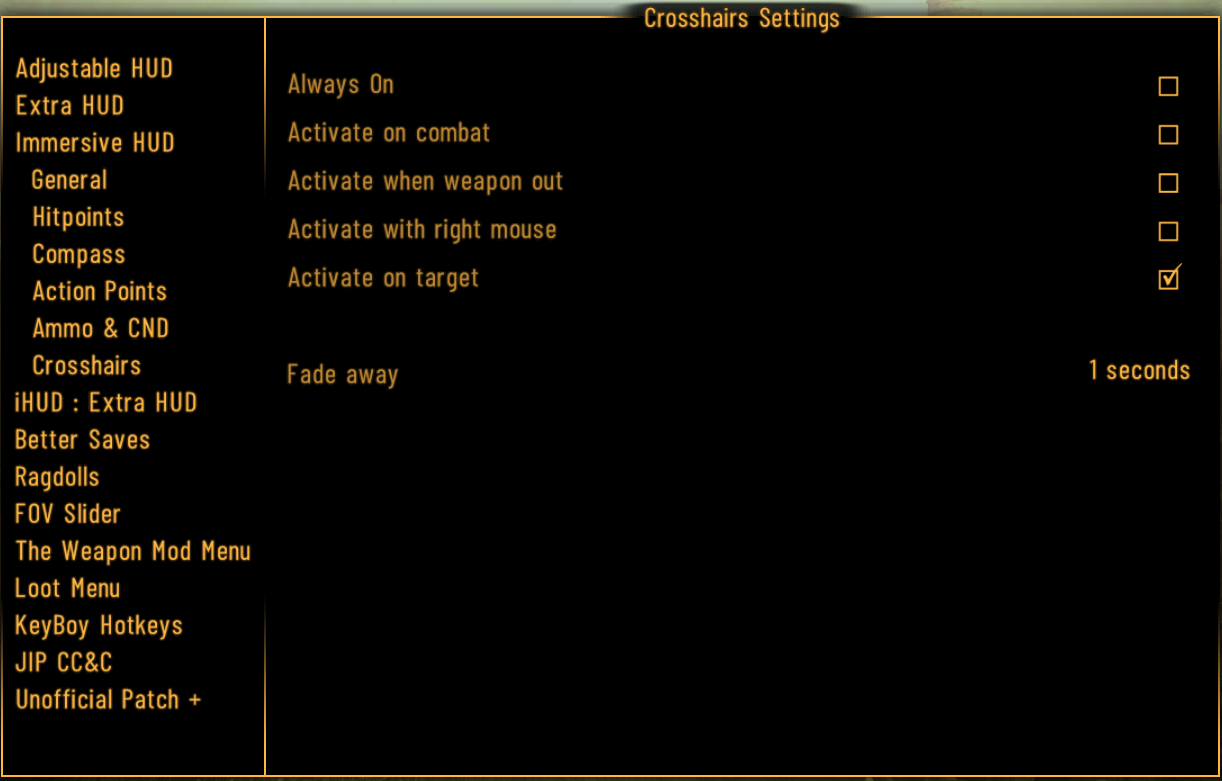 Crosshairs Settings
Adjustable HUD
Extra HUD
Immersive HUD
General
Hitpoints
Compass
Action Points
Ammo & CND
Crosshairs
iHUD : Extra HUD
Better Saves
Ragdolls
FOV Slider
The Weapon Mod Menu
Loot Menu
KeyBoy Hotkeys
JIP CC&C
Unofficial Patch +
Always On
Activate on combat
Activate when weapon out
Activate with right mouse
Activate on target
Fade away 1 seconds